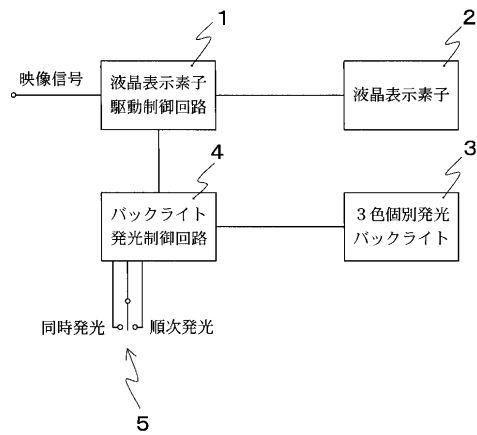 1
2
映像信号
液晶表示素子
駆動制御回路
液晶表示素子
4
3
バックライト
発光制御回路
3色個別発光
バックライト
同時発光
順次発光
5